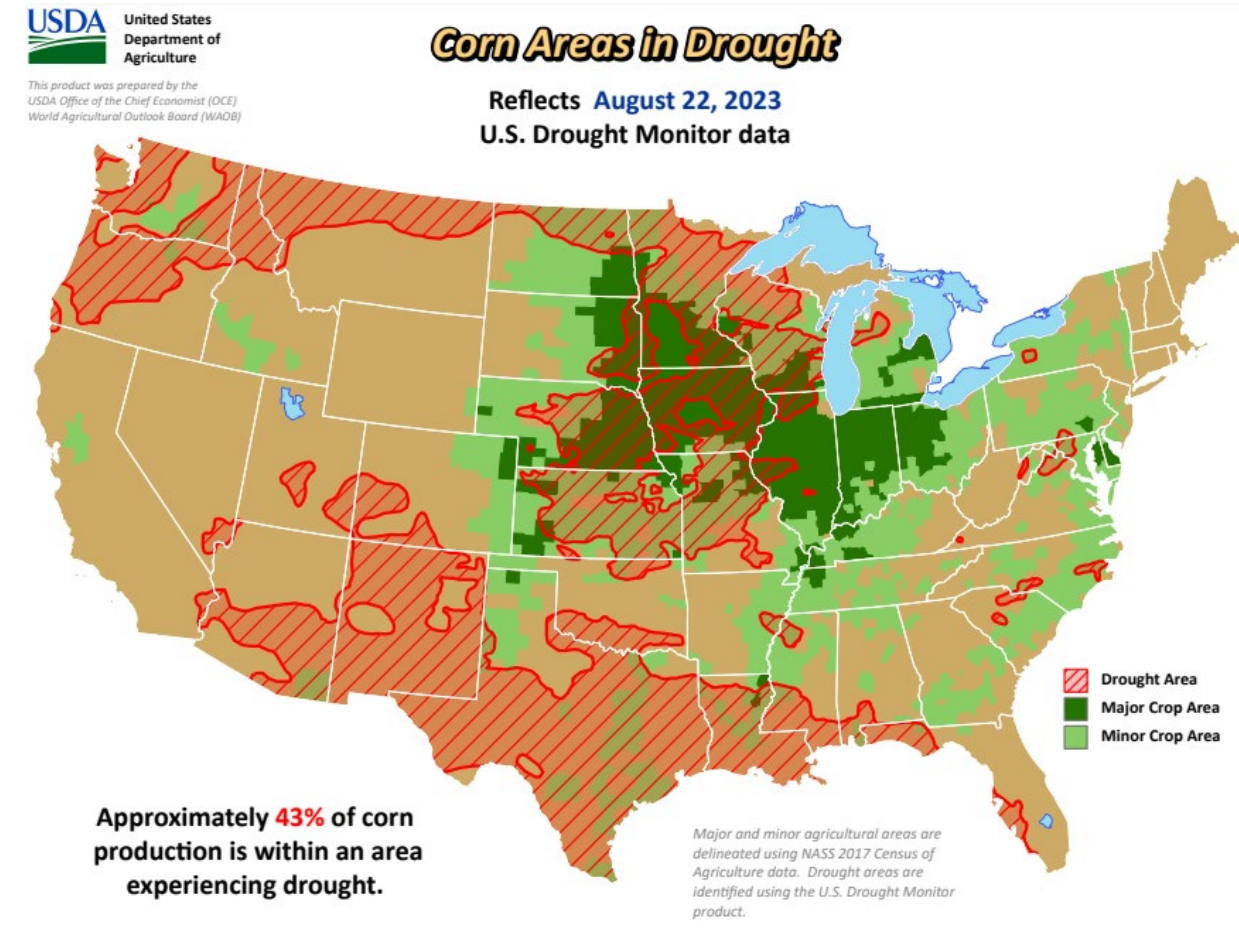 USDA
United States
Department of
Agriculture
This product was prepared by the
USDA Office of the Chief Economist (OCE)
World Agricultural Outlook Board (WAOB)
Corn Areas in Drought
Reflects August 22, 2023
U.S. Drought Monitor data
Drought Area
Major Crop Area
Minor Crop Area
Approximately 43% of corn
production is within an area
experiencing drought.
Major and minor agricultural areas are
delineated using NASS 2017 Census of
Agriculture data. Drought areas are
identified using the U.S. Drought Monitor
product.